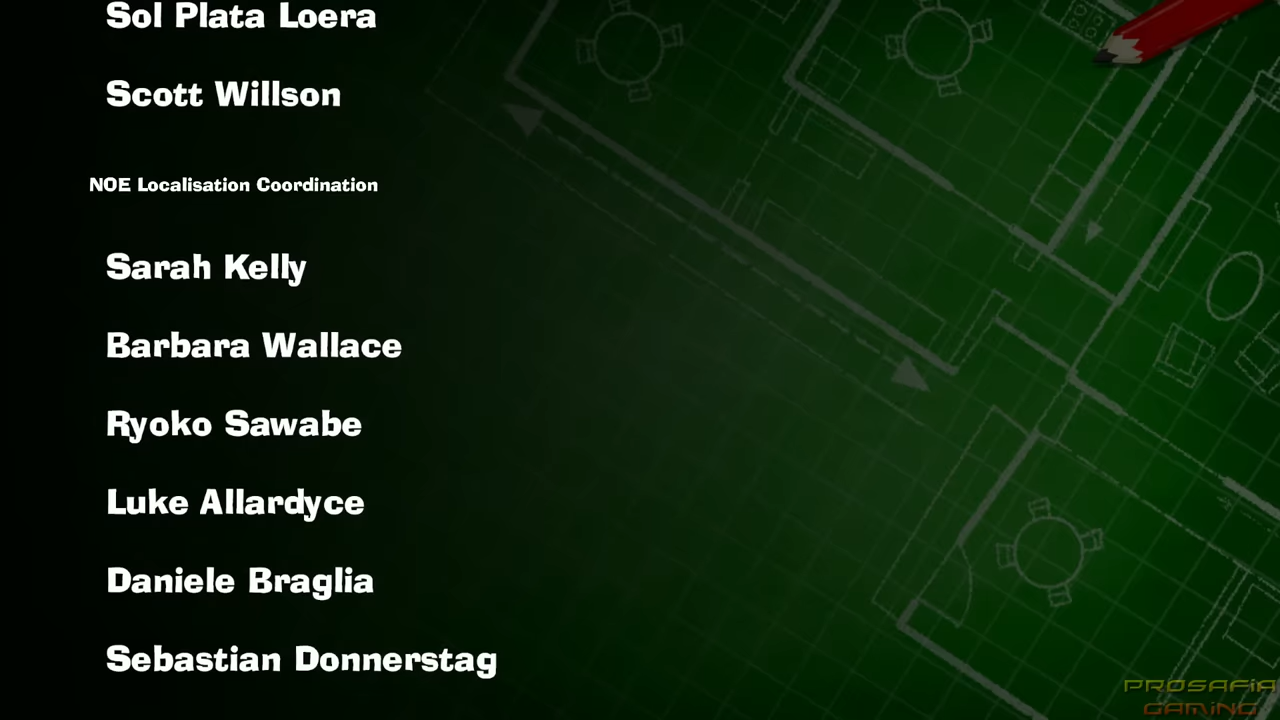 Sol Plata Loera
Scott Willson
NOE Localisation Coordination
Sarah Kelly
Barbara Wallace
Ryoko Sawabe
Luke Allardyce
Daniele Braglia
Sebastian Donnerstag
PROSAFiA
GAMiNG